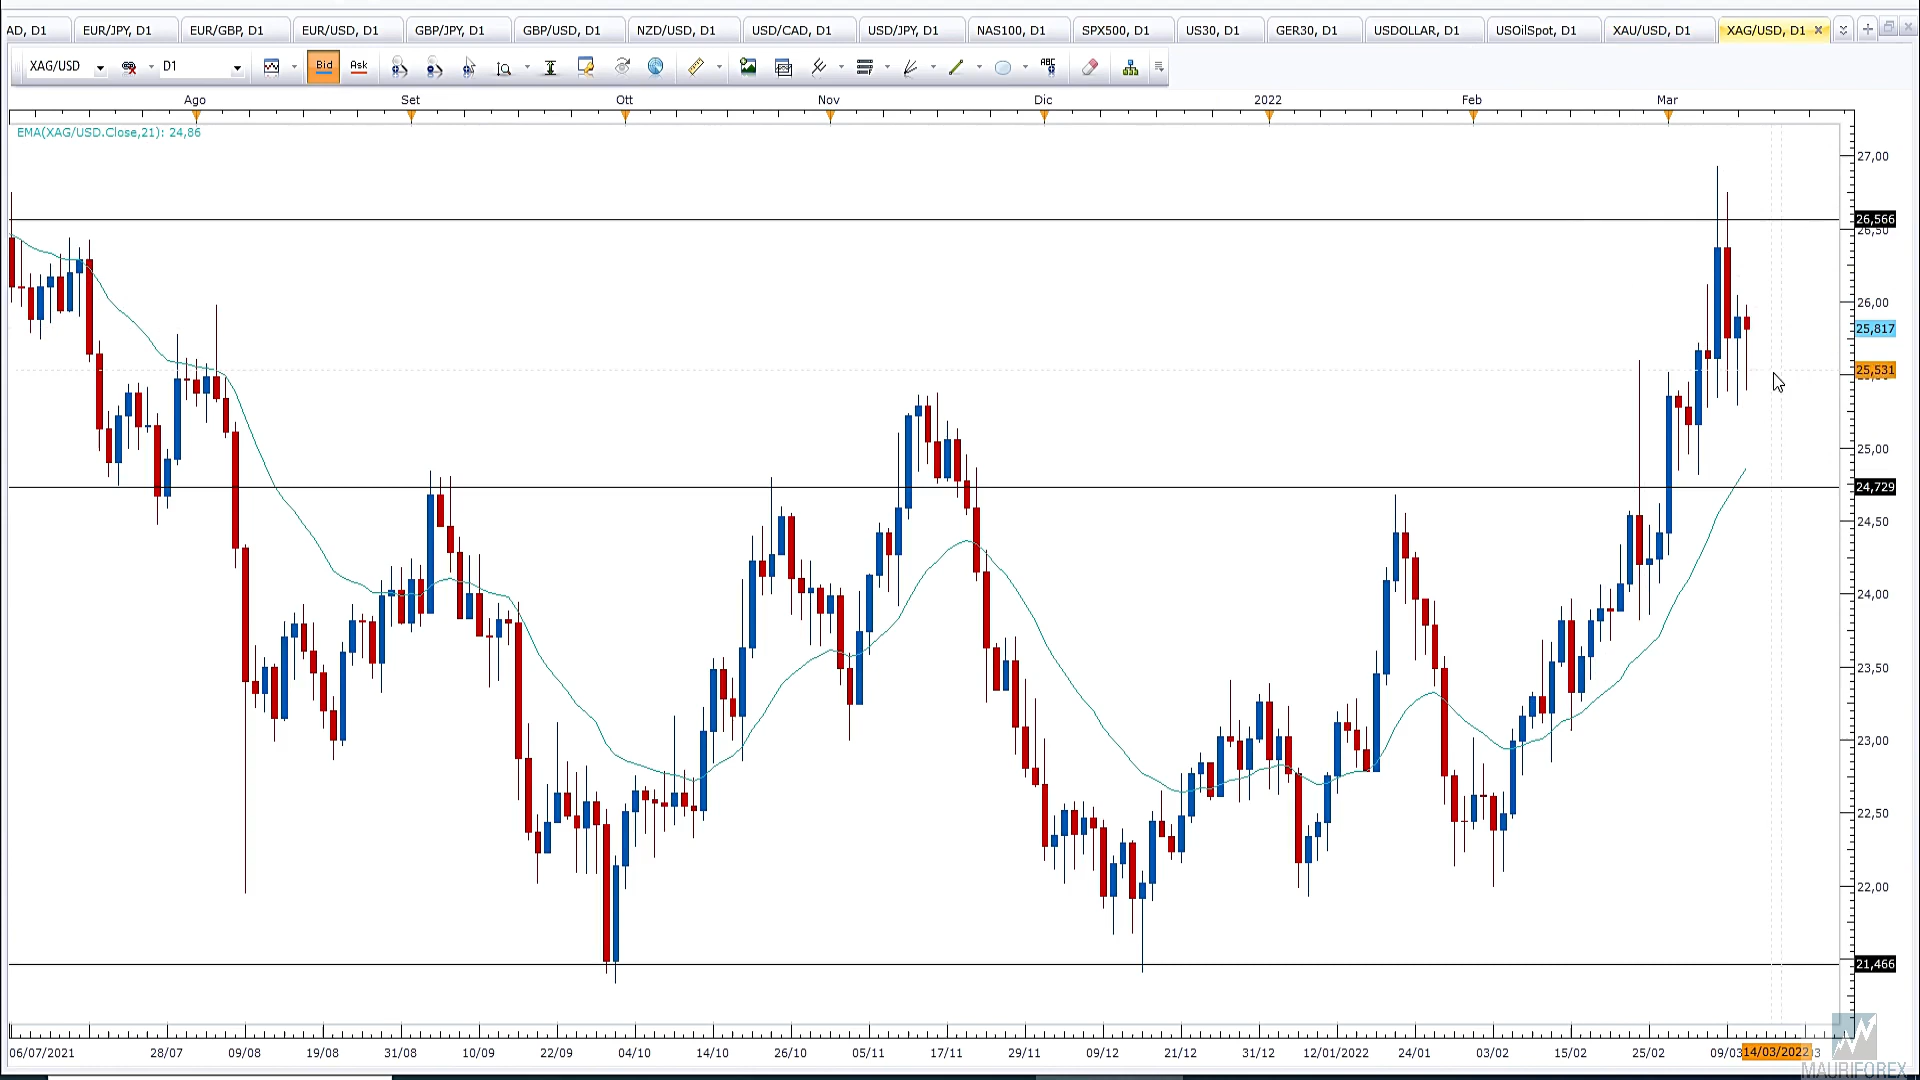 AD, D1 EUR/JPY, D1 EUR/GBP, D1 EUR/USD, D1 GBP/JPY, D1 GBP/USD, D1 NZD/USD, D1 USD/CAD, D1 USD/JPY, D1 NAS100, D1 SPX500, D1 US30, D1 GER30, D1 USDOLLAR, D1 USOilSpot, D1 XAU/USD, D1 XAG/USD, D1
XAG/USD D1 Bid Ask ABC
Ago Set Ott Nov Dic 2022 Feb Mar
EMA(XAG/USD.Close,21): 24,86
27,00
26,566
26,50
26,00
25,817
25,531
25,00
24,729
24,50
24,00
23,50
23,00
22,50
22,00
21,466
06/07/2021 28/07 09/08 19/08 31/08 10/09 22/09 04/10 14/10 26/10 05/11 17/11 29/11 09/12 21/12 31/12 12/01/2022 24/01 03/02 15/02 25/02 09/03 14/03/2022
MAURIFOREX